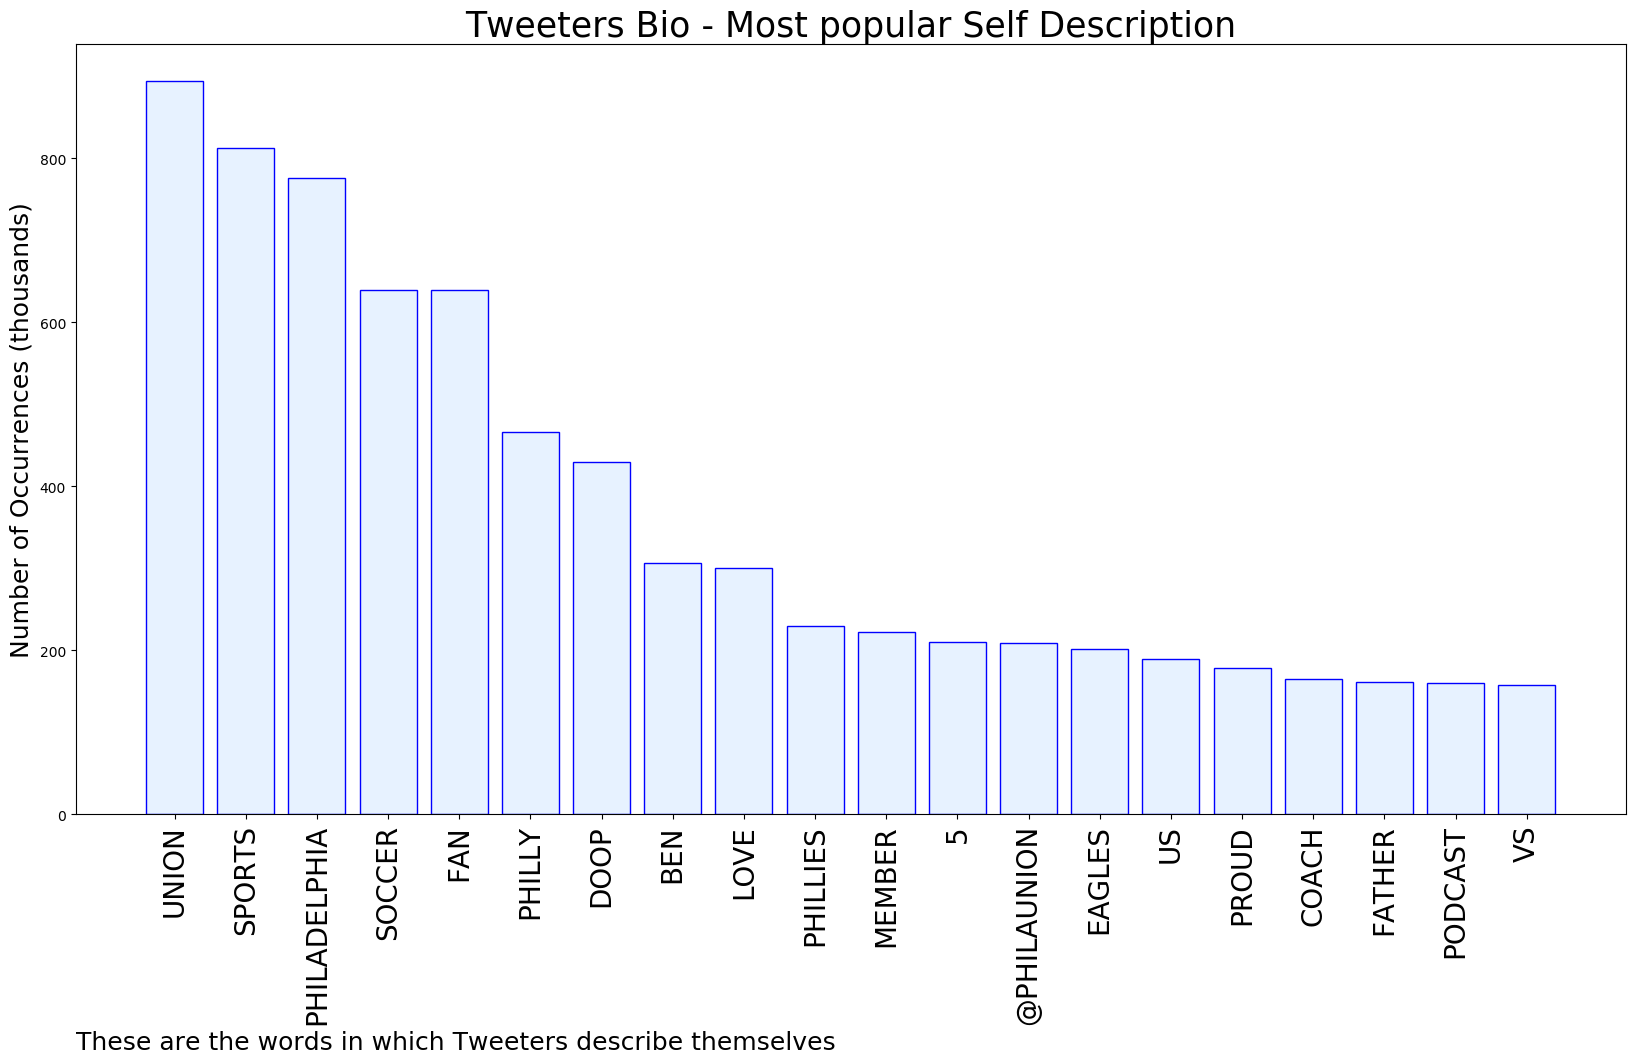 Tweeters Bio - Most popular Self Description
Number of Occurrences (thousands)
800
600
400
200
0
UNION
SPORTS
PHILADELPHIA
SOCCER
FAN
PHILLY
DOOP
BEN
LOVE
PHILLIES
MEMBER
5
@PHILAUNION
EAGLES
US
PROUD
COACH
FATHER
PODCAST
VS
These are the words in which Tweeters describe themselves